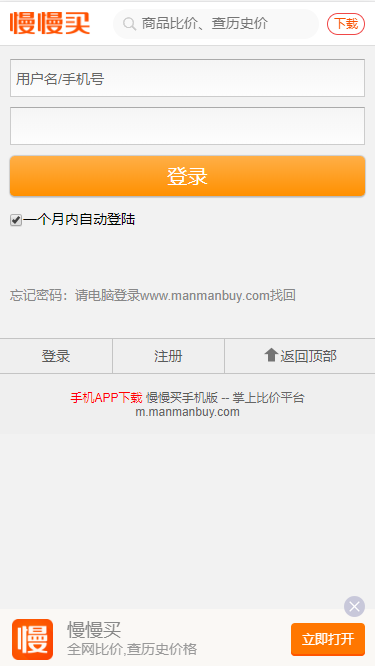 慢慢买
商品比价、查历史价
下载
用户名/手机号
登录
一个月内自动登陆
忘记密码：请电脑登录www.manmanbuy.com找回
登录 注册 返回顶部
手机APP下载 慢慢买手机版 -- 掌上比价平台
m.manmanbuy.com
慢
慢慢买
全网比价,查历史价格
立即打开